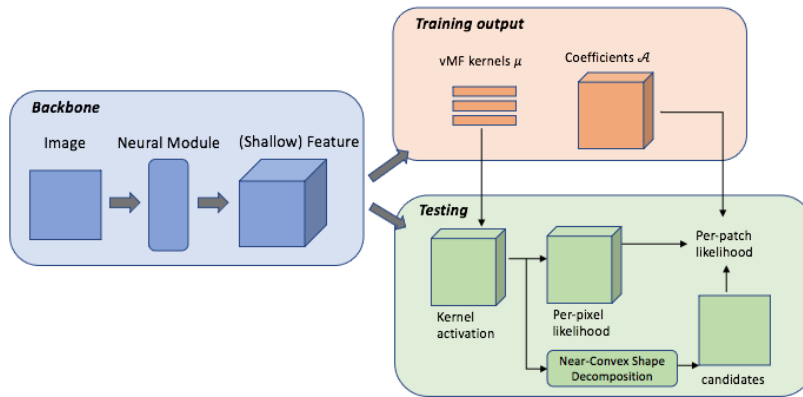 Training output
vMF kernels μ
Coefficients 𝒜
Backbone
Image
Neural Module
(Shallow) Feature
Testing
Kernel
activation
Per-pixel
likelihood
Per-patch
likelihood
Near-Convex Shape
Decomposition
candidates